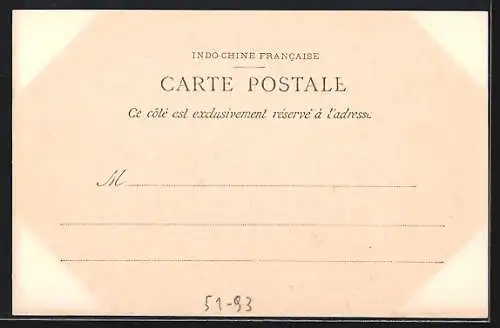 INDO-CHINE FRANÇAISE
CARTE POSTALE
Ce côté est exclusivement réservé à l'adresse
M
51-93